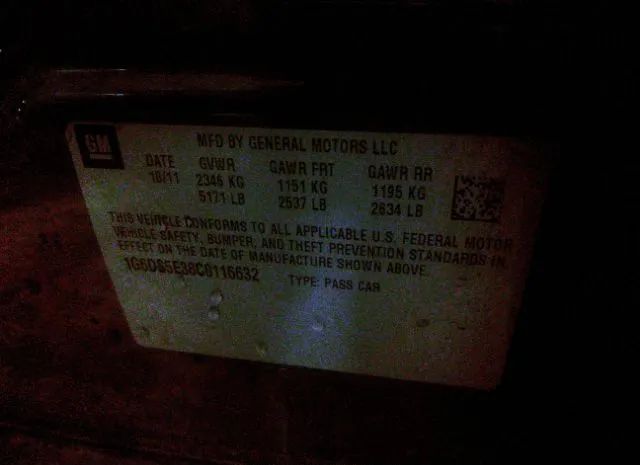 GM
MFD BY GENERAL MOTORS LLC
DATE GVWR GAWR FRT GAWR RR
10/11 2346 KG 1151 KG 1195 KG
5171 LB 2537 LB 2634 LB
THIS VEHICLE CONFORMS TO ALL APPLICABLE U.S. FEDERAL MOTOR
VEHICLE SAFETY, BUMPER, AND THEFT PREVENTION STANDARDS IN
EFFECT ON THE DATE OF MANUFACTURE SHOWN ABOVE.
TYPE: PASS CAR